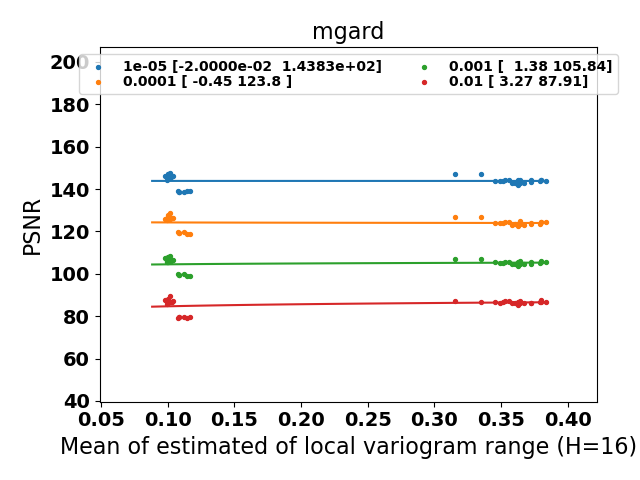 mgard
1e-05 [-2.0000e-02 1.4383e+02]
0.0001 [ -0.45 123.8 ]
0.001 [ 1.38 105.84]
0.01 [ 3.27 87.91]
PSNR
200
180
160
140
120
100
80
60
40
0.05 0.10 0.15 0.20 0.25 0.30 0.35 0.40
Mean of estimated of local variogram range (H=16)